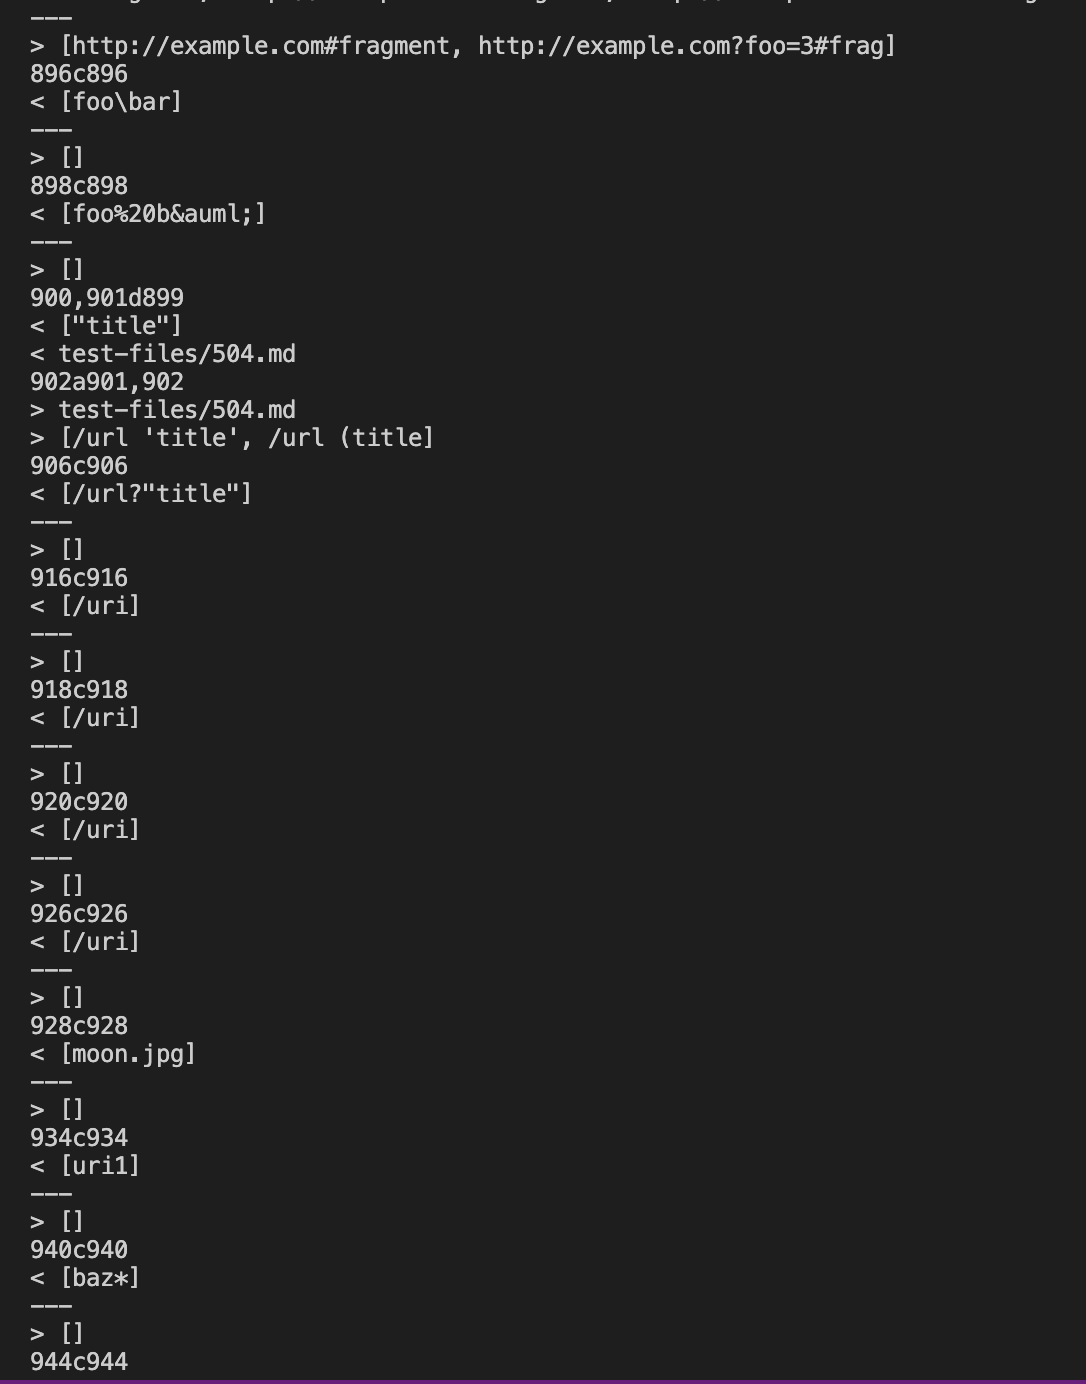 ---
> [http://example.com#fragment, http://example.com?foo=3#frag]
896c896
< [foo\bar]
---
> []
898c898
< [foo%20b&auml;]
---
> []
900,901d899
< ["title"]
< test-files/504.md
902a901,902
> test-files/504.md
> [/url 'title', /url (title]
906c906
< [/url?"title"]
---
> []
916c916
< [/uri]
---
> []
918c918
< [/uri]
---
> []
920c920
< [/uri]
---
> []
926c926
< [/uri]
---
> []
928c928
< [moon.jpg]
---
> []
934c934
< [uri1]
---
> []
940c940
< [baz*]
---
> []
944c944